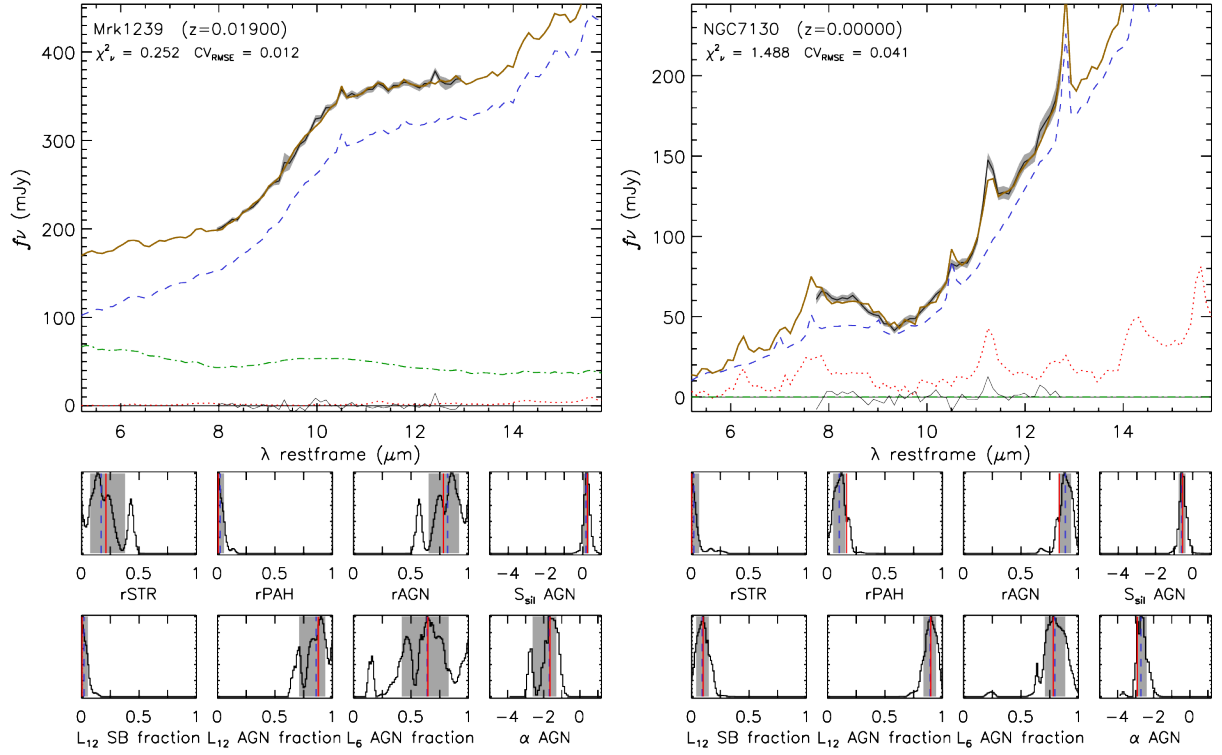 Mrk1239 (z=0.01900)
χ²ν = 0.252 CVRMSE = 0.012
400
300
200
100
0
fν (mJy)
6 8 10 12 14
λ restframe (μm)
0 0.5 1
rSTR
0 0.5 1
rPAH
0 0.5 1
rAGN
−4 −2 0
Ssil AGN
0 0.5 1
L12 SB fraction
0 0.5 1
L12 AGN fraction
0 0.5 1
L6 AGN fraction
−4 −2 0
α AGN
NGC7130 (z=0.00000)
χ²ν = 1.488 CVRMSE = 0.041
200
150
100
50
0
fν (mJy)
6 8 10 12 14
λ restframe (μm)
0 0.5 1
rSTR
0 0.5 1
rPAH
0 0.5 1
rAGN
−4 −2 0
Ssil AGN
0 0.5 1
L12 SB fraction
0 0.5 1
L12 AGN fraction
0 0.5 1
L6 AGN fraction
−4 −2 0
α AGN